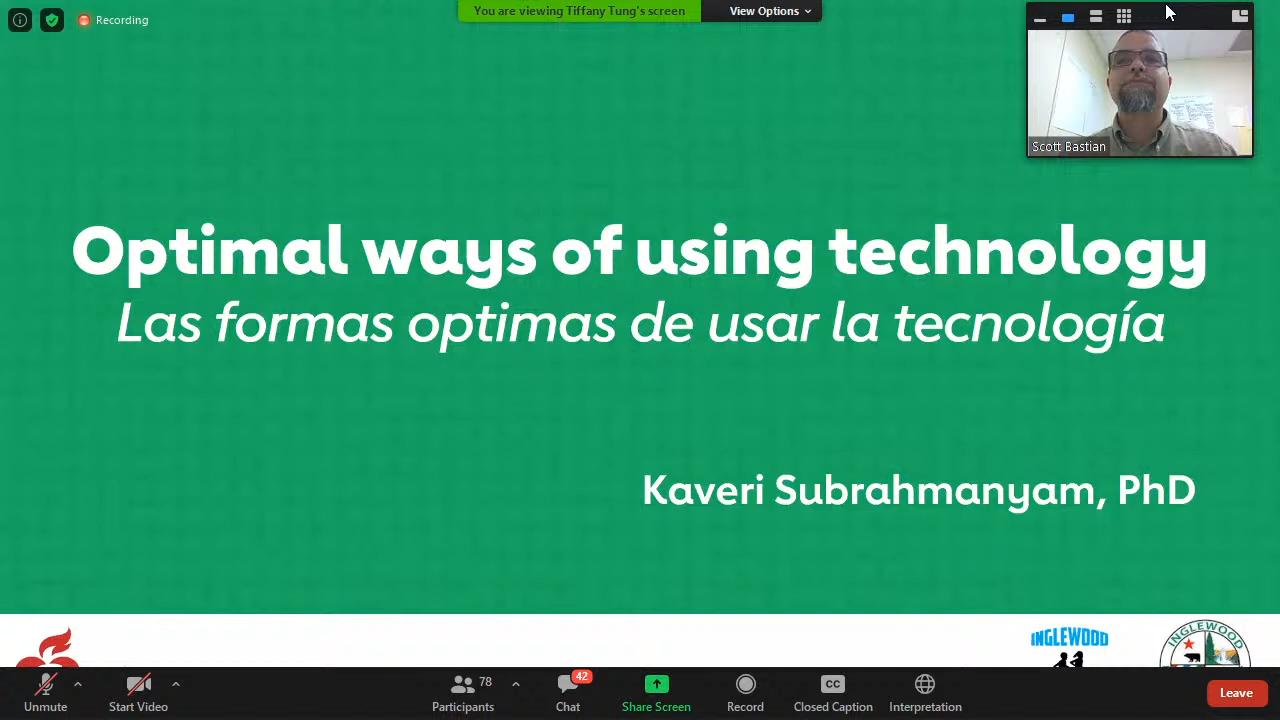 Recording
You are viewing Tiffany Tung's screen
View Options
Scott Bastian
Optimal ways of using technology
Las formas optimas de usar la tecnología
Kaveri Subrahmanyam, PhD
INGLEWOOD
INGLEWOOD
Unmute
Start Video
78
Participants
42
Chat
Share Screen
Record
CC
Closed Caption
Interpretation
Leave